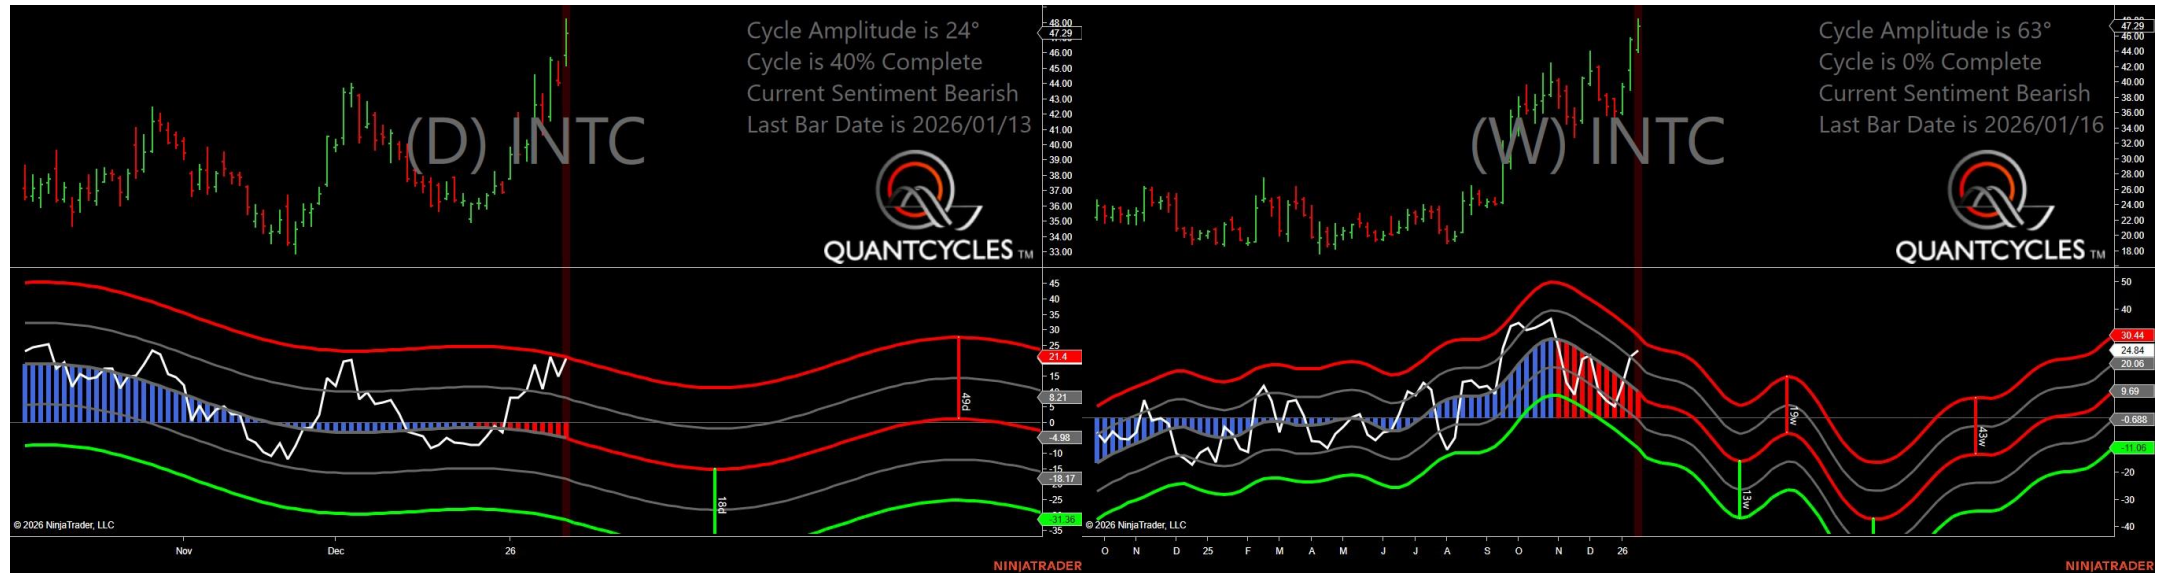 Cycle Amplitude is 24°
Cycle is 40% Complete
Current Sentiment Bearish
Last Bar Date is 2026/01/13
(D) INTC
QUANTCYCLES TM
48.00
47.29
46.00
45.00
44.00
43.00
42.00
41.00
40.00
39.00
38.00
37.00
36.00
35.00
34.00
33.00
45
40
35
30
25
21.4
15
10
8.21
5
0
-4.98
-10
-15
-18.17
-25
-31.36
-35
49d
18d
© 2026 NinjaTrader, LLC
Nov
Dec
26
NINJATRADER
Cycle Amplitude is 63°
Cycle is 0% Complete
Current Sentiment Bearish
Last Bar Date is 2026/01/16
(W) INTC
QUANTCYCLES TM
47.29
46.00
44.00
42.00
40.00
38.00
36.00
34.00
32.00
30.00
28.00
26.00
24.00
22.00
20.00
18.00
50
40
30.44
24.84
20.06
9.69
-0.688
-11.06
-20
-30
-40
19w
43w
13w
© 2026 NinjaTrader, LLC
O N D 25 F M A M J J A S O N D 26
NINJATRADER